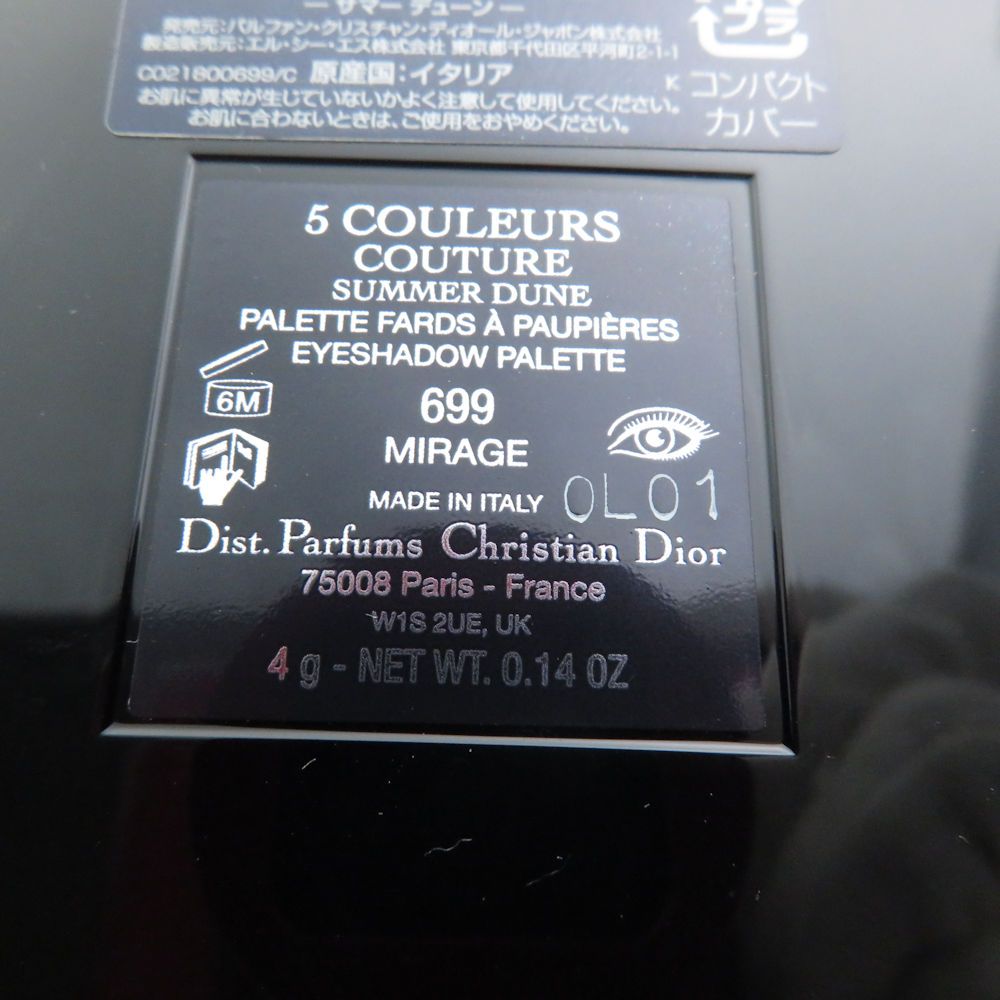 ― サマー デューン ―
発売元:パルファン・クリスチャン・ディオール・ジャポン株式会社
製造販売元:エル・シー・エス株式会社 東京都千代田区平河町2-1-1
C021800699/C 原産国:イタリア
お肌に異常が生じていないかよく注意して使用してください。
お肌に合わないときは、ご使用をおやめください。
プラ
K コンパクト
カバー
5 COULEURS
COUTURE
SUMMER DUNE
PALETTE FARDS À PAUPIÈRES
EYESHADOW PALETTE
6M
699
MIRAGE
MADE IN ITALY 0L01
Dist. Parfums Christian Dior
75008 Paris - France
W1S 2UE, UK
4 g - NET WT. 0.14 OZ